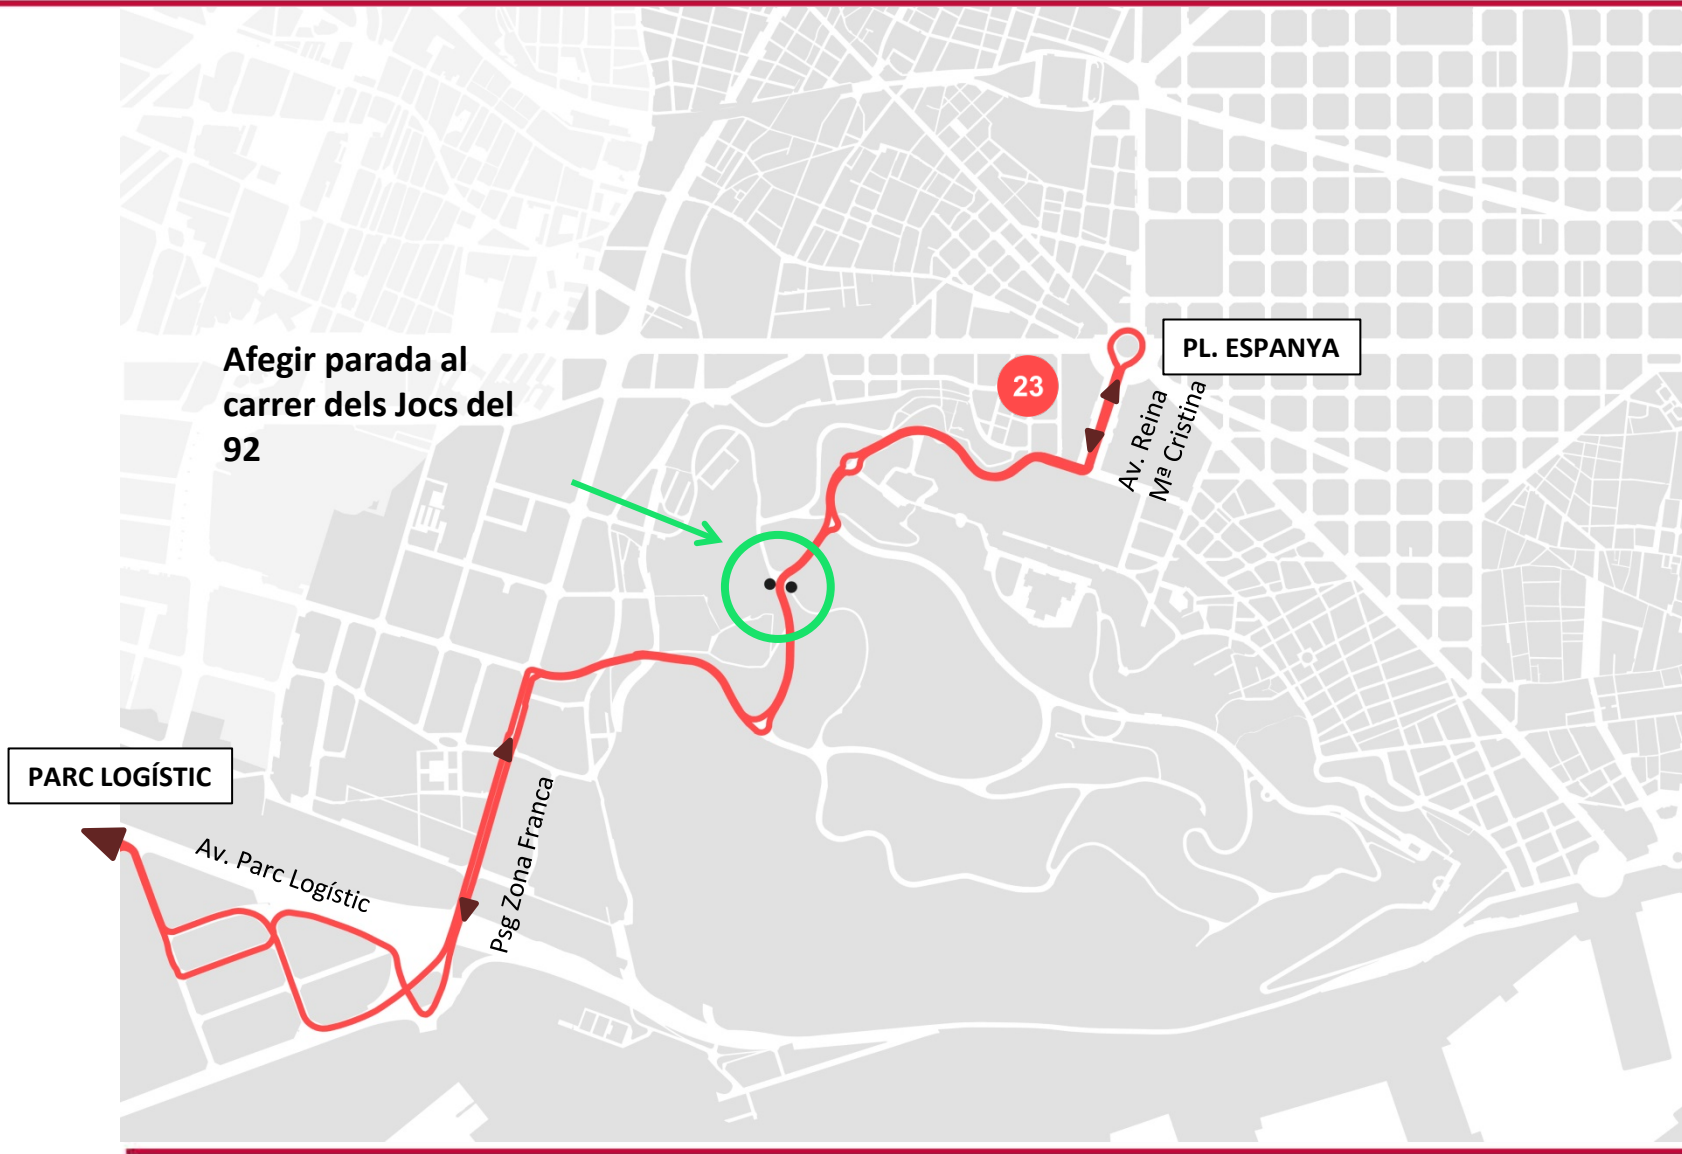 Afegir parada al
carrer dels Jocs del
92
23
PL. ESPANYA
Av. Reina
Mª Cristina
PARC LOGÍSTIC
Av. Parc Logístic
Psg Zona Franca